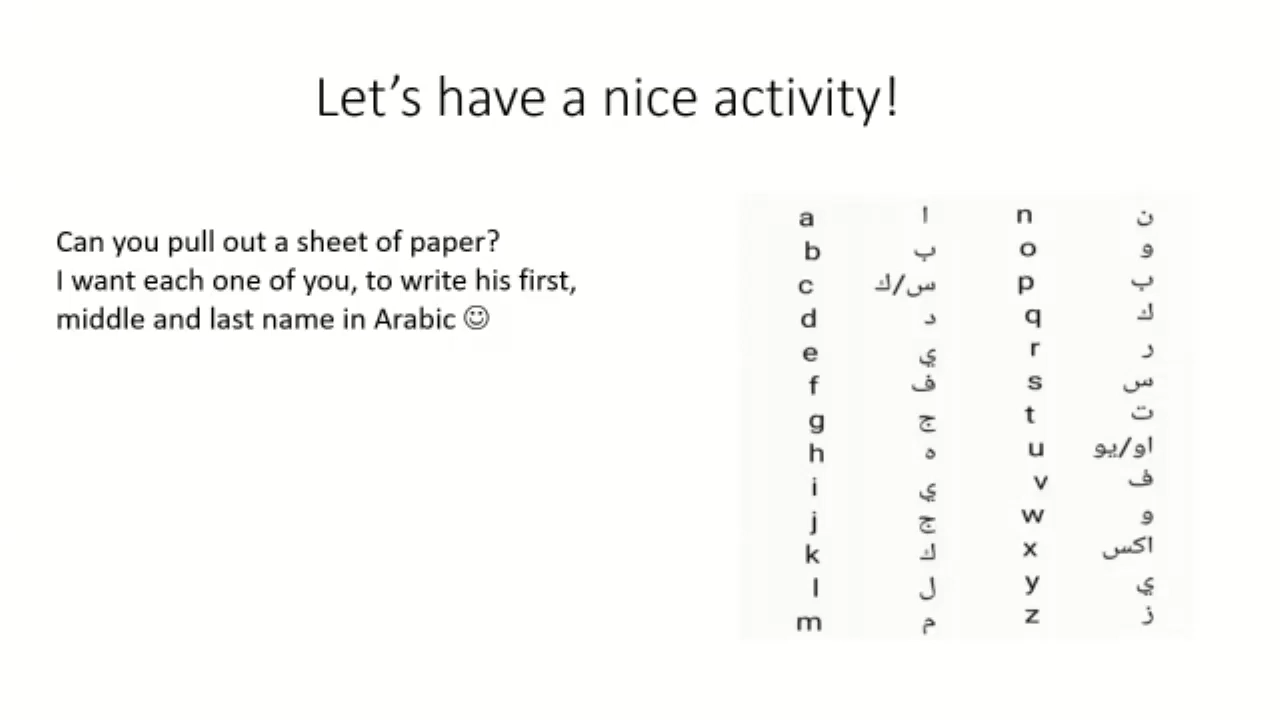 Let's have a nice activity!
Can you pull out a sheet of paper?
I want each one of you, to write his first,
middle and last name in Arabic ☺
a ا n ن
b ب o و
c س/ك p ب
d د q ك
e ي r ر
f ف s س
g ج t ت
h ه u او/يو
i ي v ف
j ج w و
k ك x اكس
l ل y ي
m م z ز